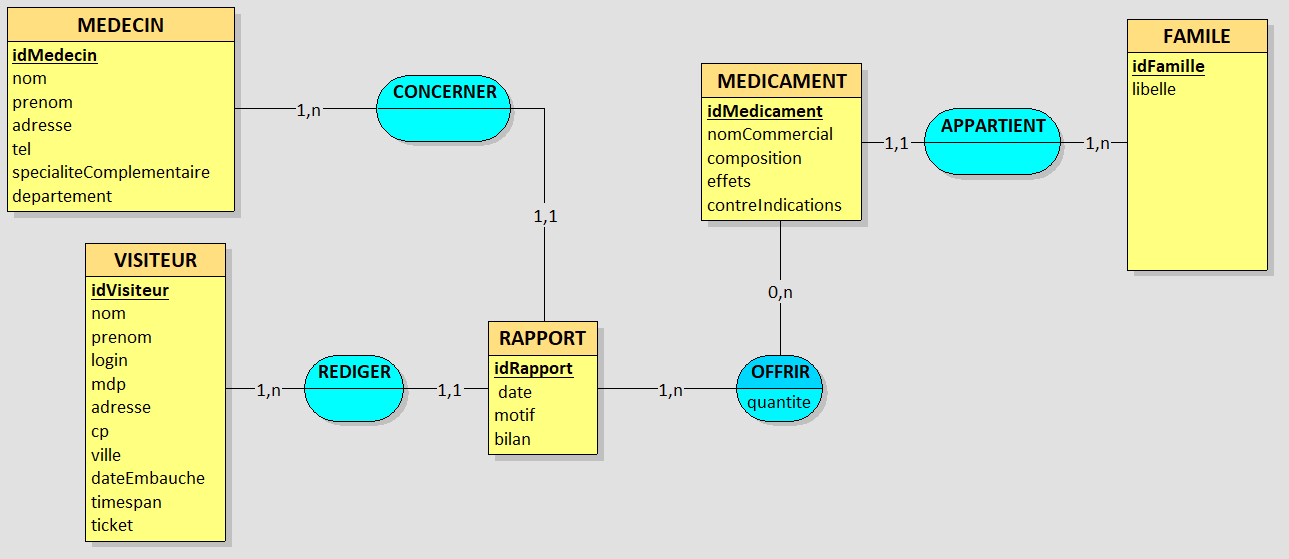 MEDECIN
idMedecin
nom
prenom
adresse
tel
specialiteComplementaire
departement
1,n
CONCERNER
1,1
MEDICAMENT
idMedicament
nomCommercial
composition
effets
contreIndications
1,1
APPARTIENT
1,n
FAMILE
idFamille
libelle
0,n
VISITEUR
idVisiteur
nom
prenom
login
mdp
adresse
cp
ville
dateEmbauche
timespan
ticket
1,n
REDIGER
1,1
RAPPORT
idRapport
date
motif
bilan
1,n
OFFRIR
quantite